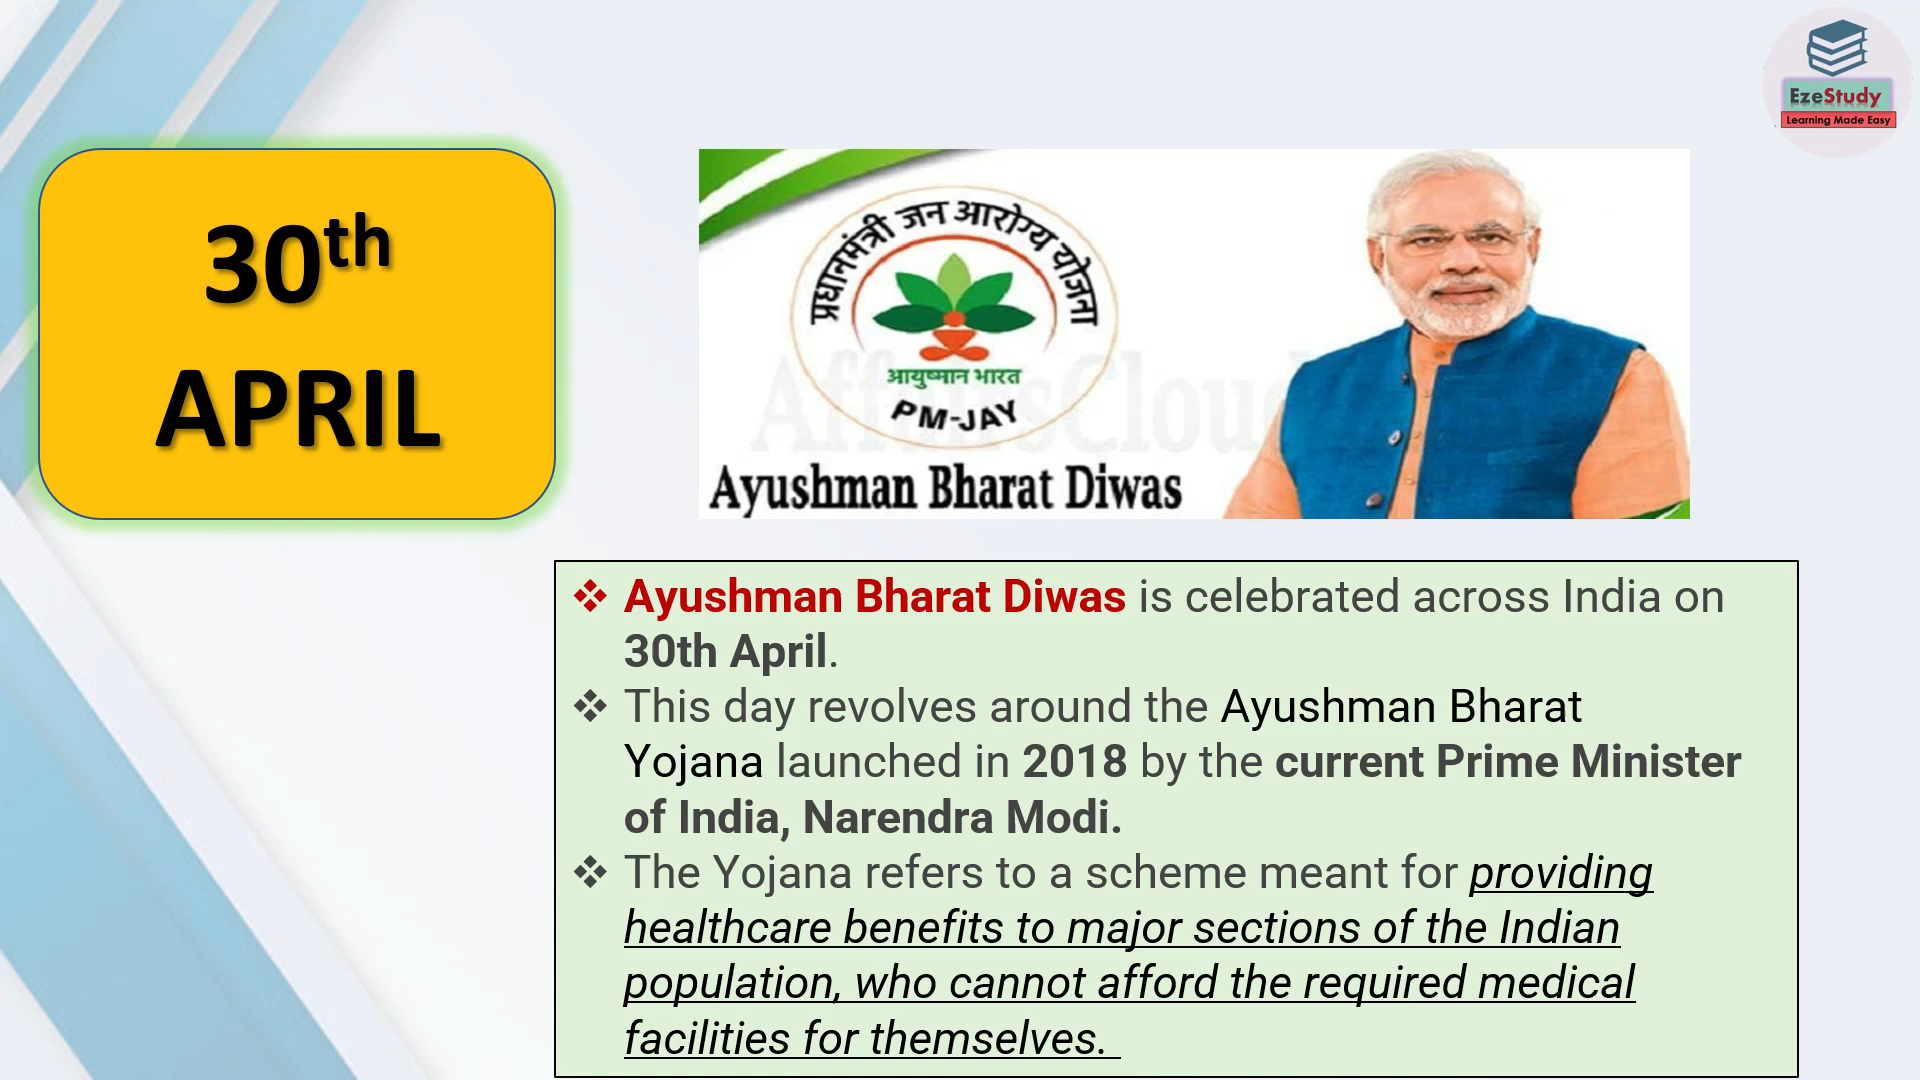 EzeStudy
Learning Made Easy
30th
APRIL
प्रधानमंत्री जन आरोग्य योजना
आयुष्मान भारत
PM-JAY
AffairsCloud
Ayushman Bharat Diwas
❖ Ayushman Bharat Diwas is celebrated across India on
30th April.
❖ This day revolves around the Ayushman Bharat
Yojana launched in 2018 by the current Prime Minister
of India, Narendra Modi.
❖ The Yojana refers to a scheme meant for providing
healthcare benefits to major sections of the Indian
population, who cannot afford the required medical
facilities for themselves.